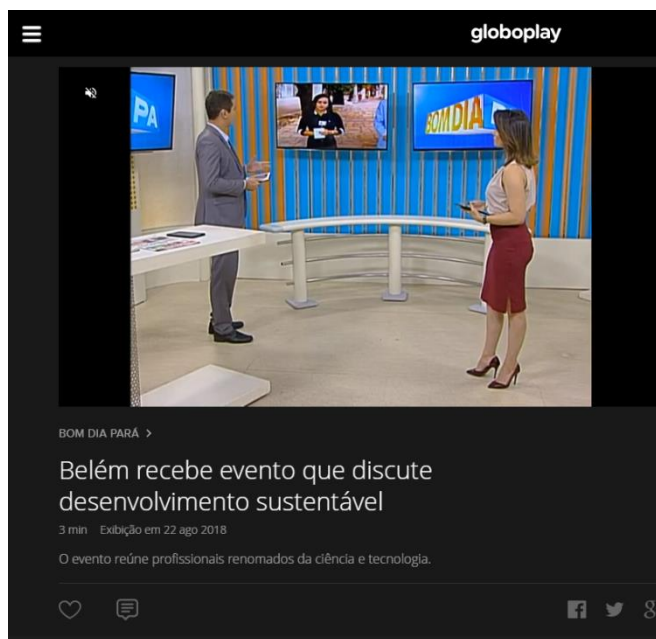 globoplay
PA
BOM DIA PA
BOM DIA PARÁ >
Belém recebe evento que discute
desenvolvimento sustentável
3 min Exibição em 22 ago 2018
O evento reúne profissionais renomados da ciência e tecnologia.